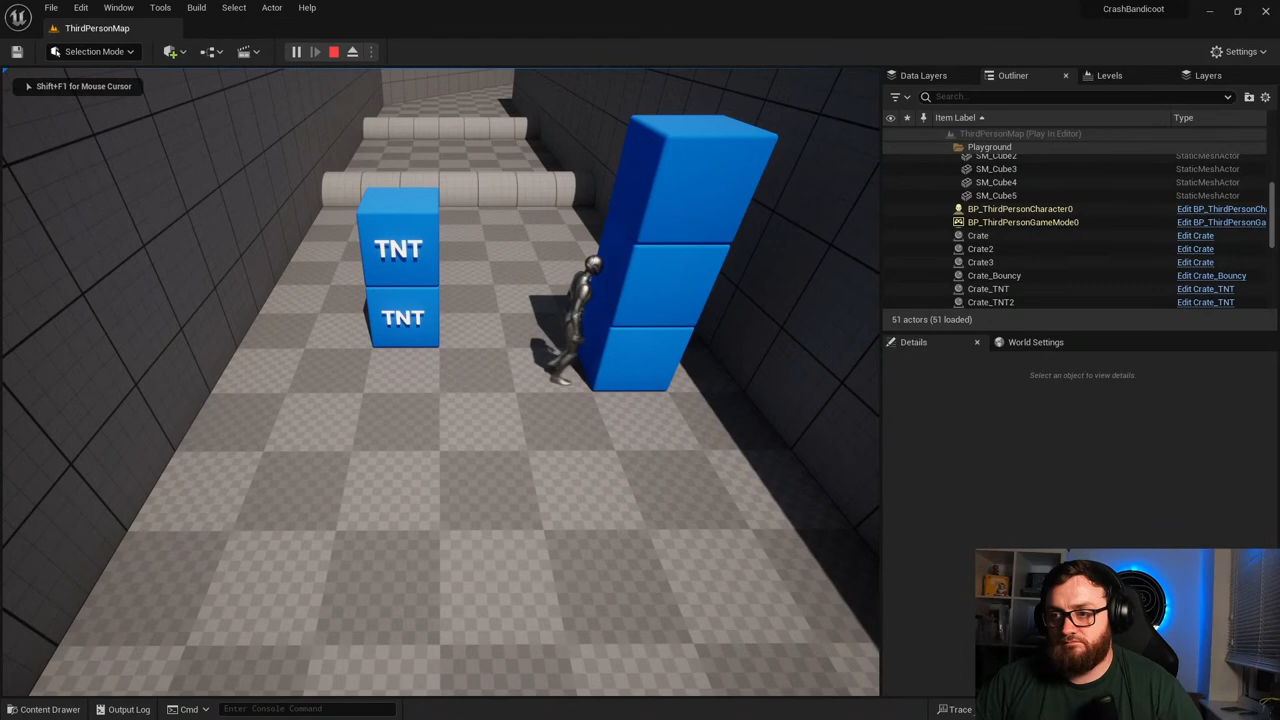 File Edit Window Tools Build Select Actor Help
CrashBandicoot
ThirdPersonMap
Selection Mode
Settings
Shift+F1 for Mouse Cursor
Data Layers
Outliner
Levels
Layers
Search...
Item Label
Type
ThirdPersonMap (Play In Editor)
Playground
SM_Cube2 StaticMeshActor
SM_Cube3 StaticMeshActor
SM_Cube4 StaticMeshActor
SM_Cube5 StaticMeshActor
BP_ThirdPersonCharacter0 Edit BP_ThirdPersonCh
BP_ThirdPersonGameMode0 Edit BP_ThirdPersonGa
Crate Edit Crate
Crate2 Edit Crate
Crate3 Edit Crate
Crate_Bouncy Edit Crate_Bouncy
Crate_TNT Edit Crate_TNT
Crate_TNT2 Edit Crate_TNT
51 actors (51 loaded)
Details
World Settings
Select an object to view details.
TNT
TNT
Content Drawer
Output Log
Cmd
Enter Console Command
Trace